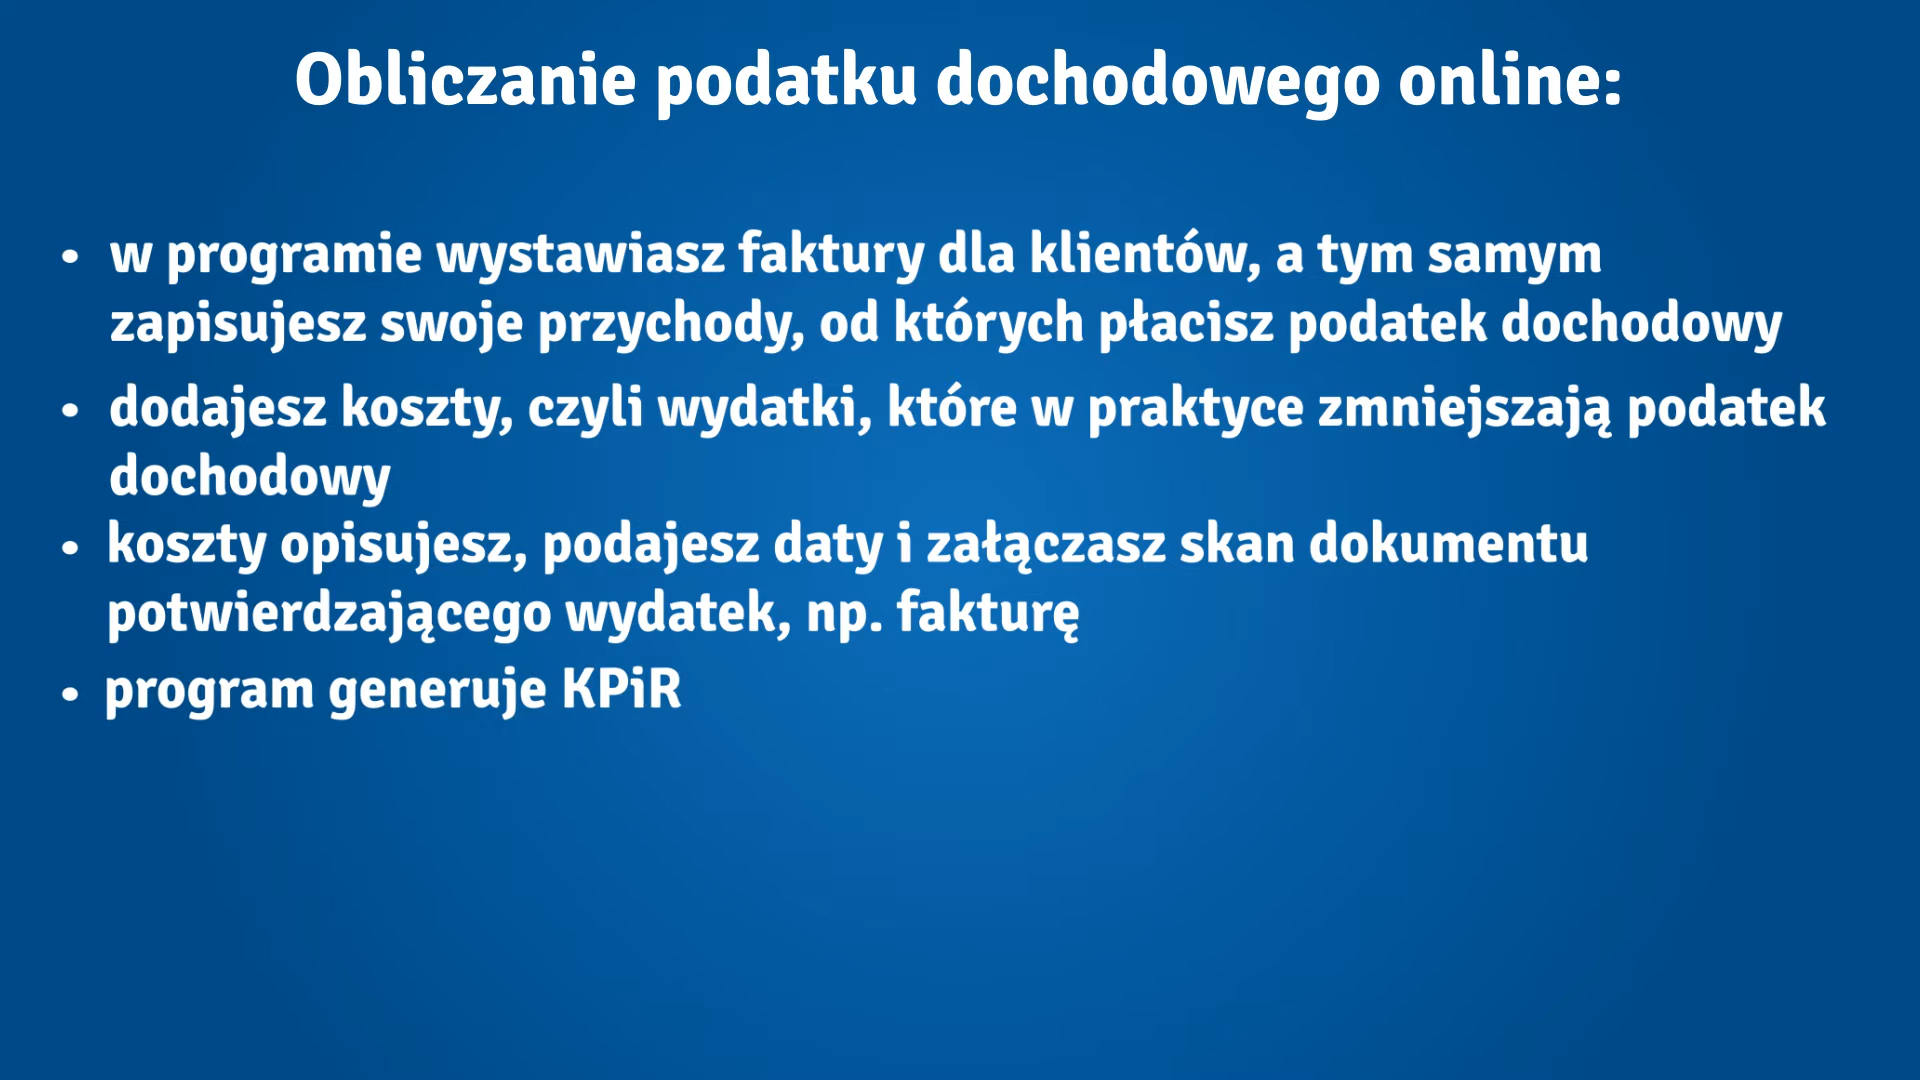 Obliczanie podatku dochodowego online:
• w programie wystawiasz faktury dla klientów, a tym samym
zapisujesz swoje przychody, od których płacisz podatek dochodowy
• dodajesz koszty, czyli wydatki, które w praktyce zmniejszają podatek
dochodowy
• koszty opisujesz, podajesz daty i załączasz skan dokumentu
potwierdzającego wydatek, np. fakturę
• program generuje KPiR